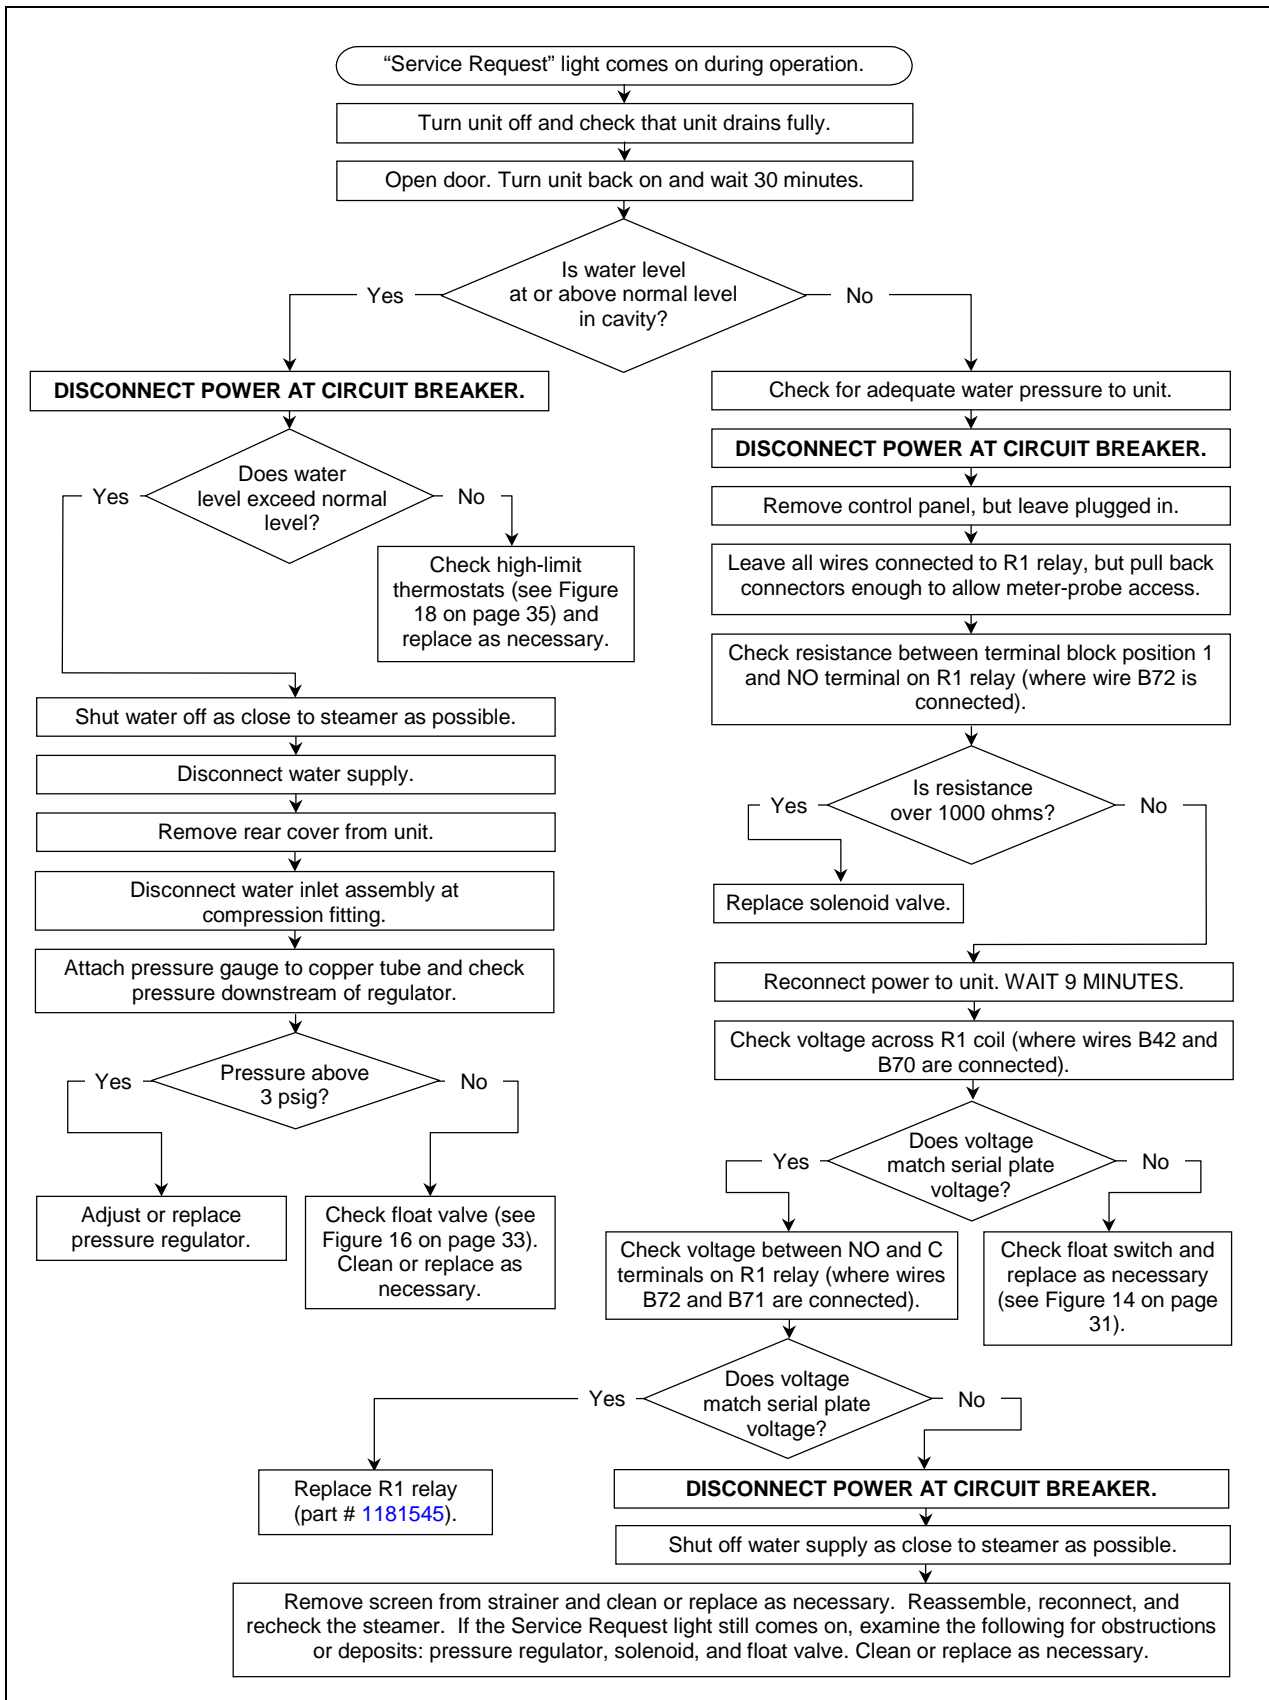 “Service Request” light comes on during operation.
Turn unit off and check that unit drains fully.
Open door. Turn unit back on and wait 30 minutes.
Is water level
at or above normal level
in cavity?
Yes
No
DISCONNECT POWER AT CIRCUIT BREAKER.
Does water
level exceed normal
level?
Yes
No
Check high-limit
thermostats (see Figure
18 on page 35) and
replace as necessary.
Shut water off as close to steamer as possible.
Disconnect water supply.
Remove rear cover from unit.
Disconnect water inlet assembly at
compression fitting.
Attach pressure gauge to copper tube and check
pressure downstream of regulator.
Pressure above
3 psig?
Yes
No
Adjust or replace
pressure regulator.
Check float valve (see
Figure 16 on page 33).
Clean or replace as
necessary.
Check for adequate water pressure to unit.
DISCONNECT POWER AT CIRCUIT BREAKER.
Remove control panel, but leave plugged in.
Leave all wires connected to R1 relay, but pull back
connectors enough to allow meter-probe access.
Check resistance between terminal block position 1
and NO terminal on R1 relay (where wire B72 is
connected).
Is resistance
over 1000 ohms?
Yes
No
Replace solenoid valve.
Reconnect power to unit. WAIT 9 MINUTES.
Check voltage across R1 coil (where wires B42 and
B70 are connected).
Does voltage
match serial plate
voltage?
Yes
No
Check voltage between NO and C
terminals on R1 relay (where wires
B72 and B71 are connected).
Check float switch and
replace as necessary
(see Figure 14 on page
31).
Does voltage
match serial plate
voltage?
Yes
No
Replace R1 relay
(part # 1181545).
DISCONNECT POWER AT CIRCUIT BREAKER.
Shut off water supply as close to steamer as possible.
Remove screen from strainer and clean or replace as necessary. Reassemble, reconnect, and
recheck the steamer. If the Service Request light still comes on, examine the following for obstructions
or deposits: pressure regulator, solenoid, and float valve. Clean or replace as necessary.